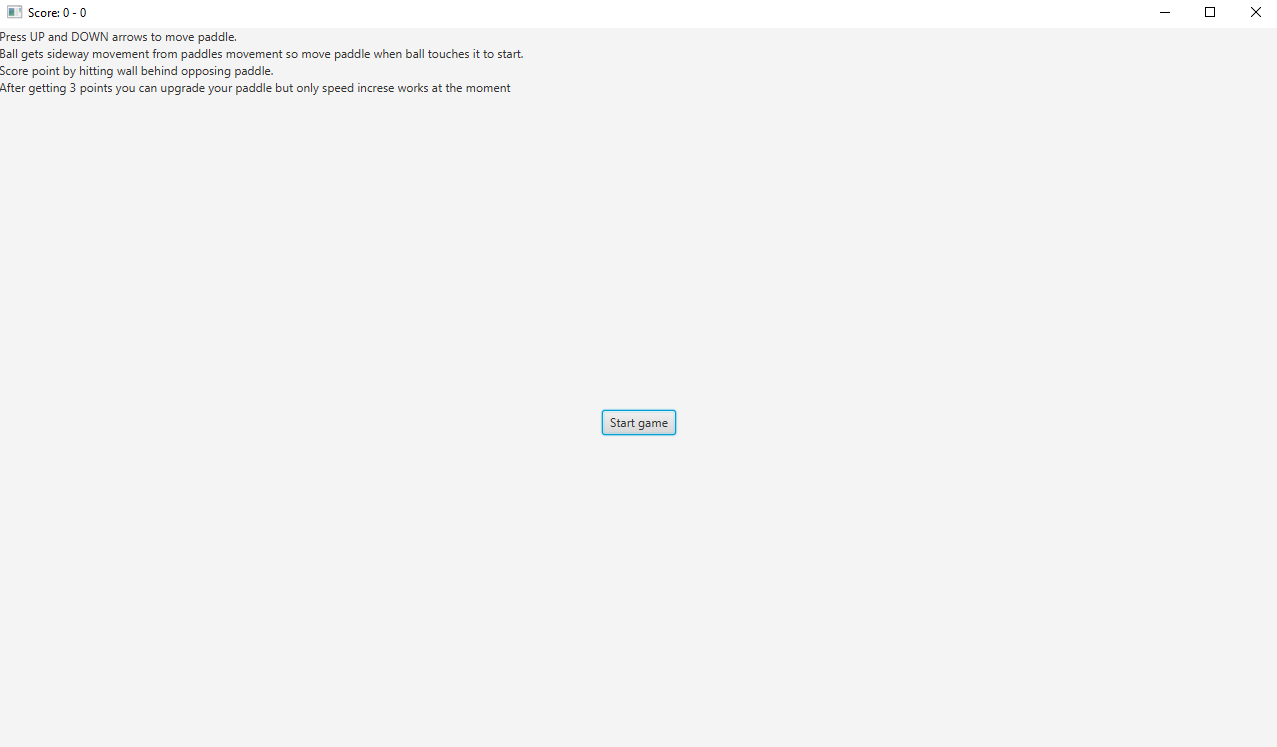 Score: 0 - 0
Press UP and DOWN arrows to move paddle.
Ball gets sideway movement from paddles movement so move paddle when ball touches it to start.
Score point by hitting wall behind opposing paddle.
After getting 3 points you can upgrade your paddle but only speed increse works at the moment
Start game